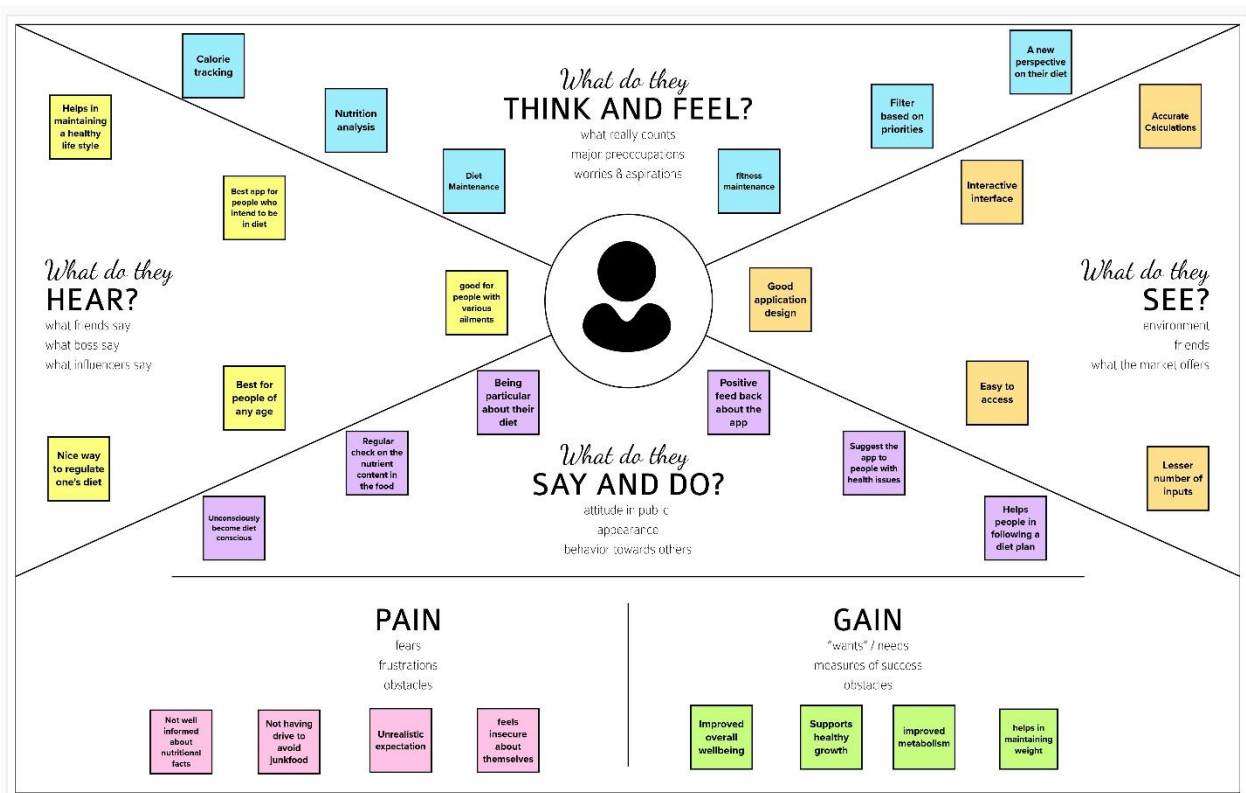 What do they
THINK AND FEEL?
what really counts
major preoccupations
worries & aspirations
Calorie
tracking
Nutrition
analysis
Diet
Maintenance
fitness
maintenance
Filter
based on
priorities
A new
perspective
on their diet
What do they
HEAR?
what friends say
what boss say
what influencers say
Helps in
maintaining
a healthy
life style
Best app for
people who
intend to be
in diet
good for
people with
various
ailments
Best for
people of
any age
Nice way
to regulate
one's diet
What do they
SEE?
environment
friends
what the market offers
Accurate
Calculations
Interactive
interface
Good
application
design
Easy to
access
Lesser
number of
inputs
What do they
SAY AND DO?
attitude in public
appearance
behavior towards others
Being
particular
about their
diet
Regular
check on the
nutrient
content in
the food
Unconsciously
become diet
conscious
Positive
feed back
about the
app
Suggest the
app to
people with
health issues
Helps
people in
following a
diet plan
PAIN
fears
frustrations
obstacles
Not well
informed
about
nutritional
facts
Not having
drive to
avoid
junkfood
Unrealistic
expectation
feels
insecure
about
themselves
GAIN
"wants" / needs
measures of success
obstacles
Improved
overall
wellbeing
Supports
healthy
growth
improved
metabolism
helps in
maintaining
weight